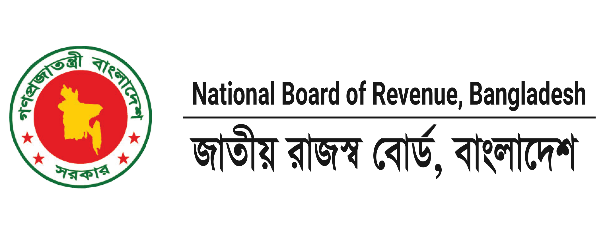 গণপ্রজাতন্ত্রী বাংলাদেশ
সরকার
National Board of Revenue, Bangladesh
জাতীয় রাজস্ব বোর্ড, বাংলাদেশ